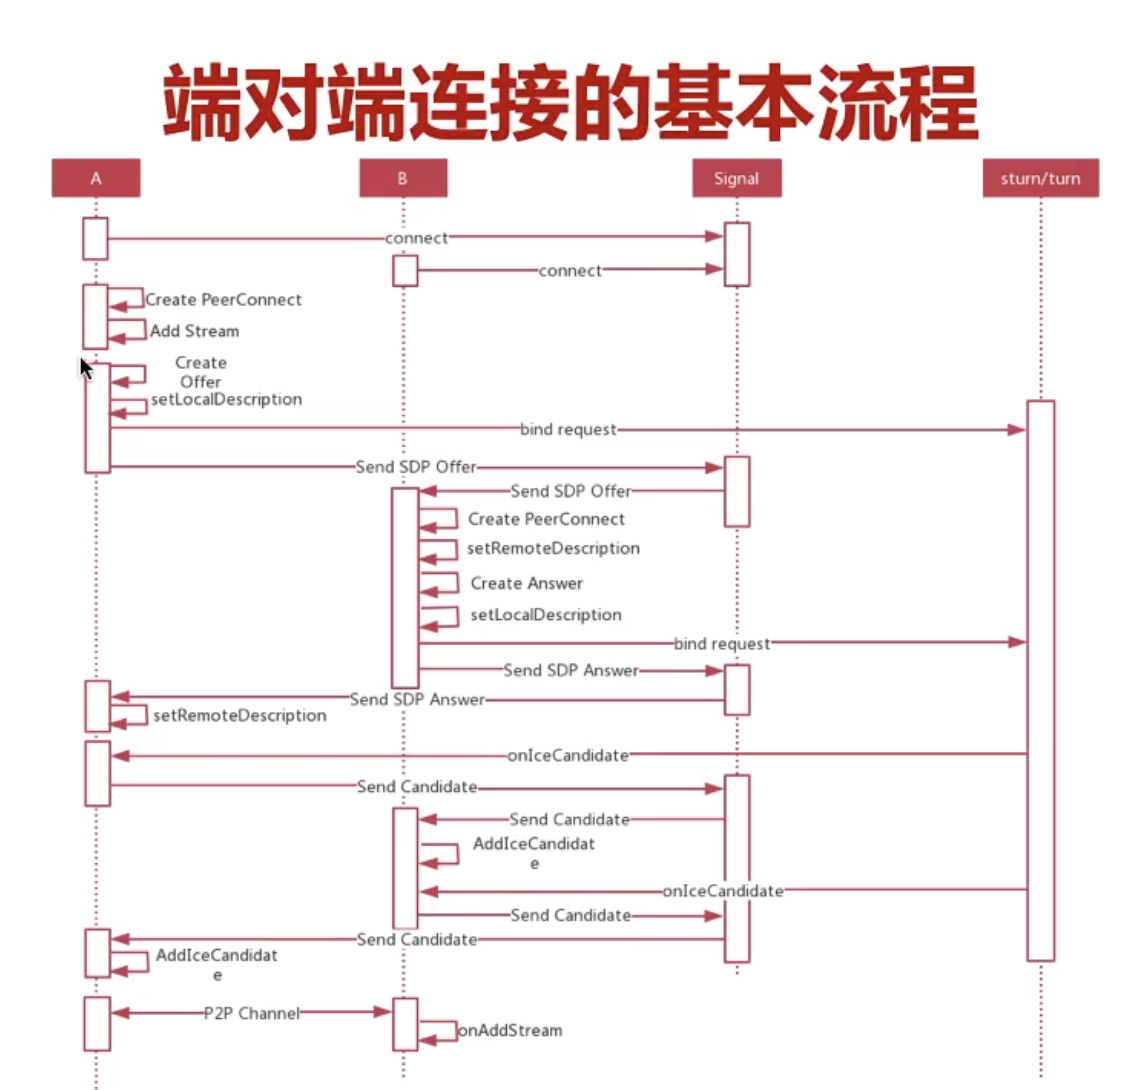 端对端连接的基本流程
A
B
Signal
sturn/turn
connect
connect
Create PeerConnect
Add Stream
Create
Offer
setLocalDescription
bind request
Send SDP Offer
Send SDP Offer
Create PeerConnect
setRemoteDescription
Create Answer
setLocalDescription
bind request
Send SDP Answer
Send SDP Answer
setRemoteDescription
onIceCandidate
Send Candidate
Send Candidate
AddIceCandidat
e
onIceCandidate
Send Candidate
Send Candidate
AddIceCandidat
e
P2P Channel
onAddStream